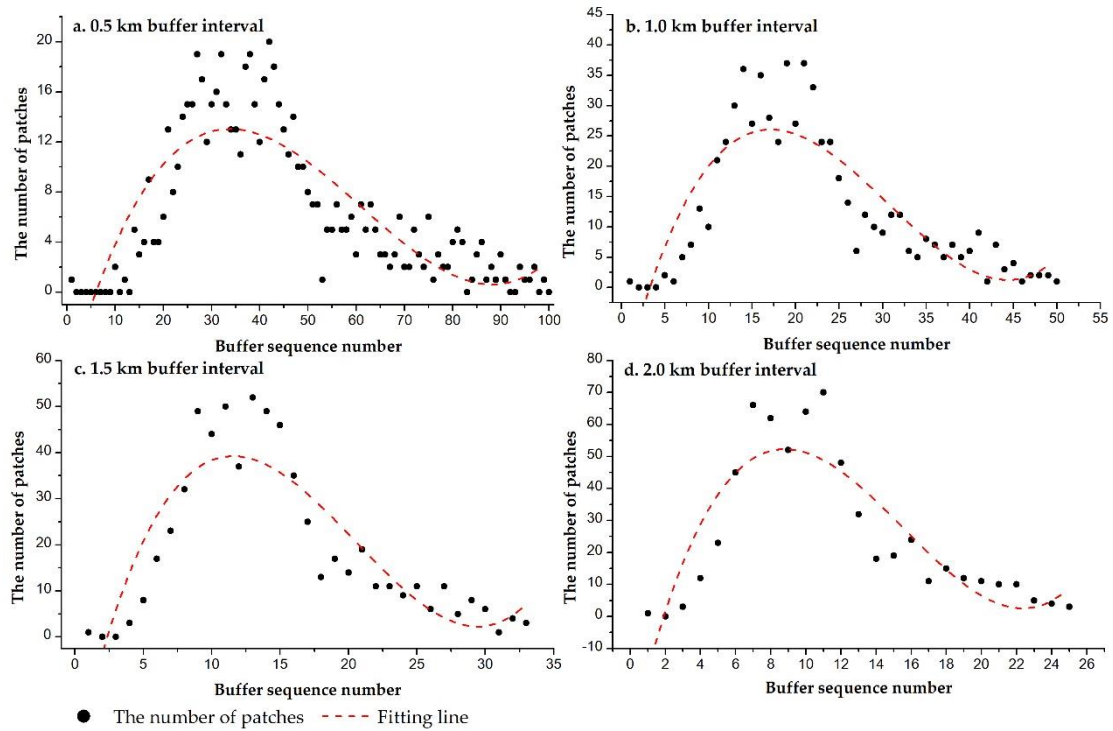 a. 0.5 km buffer interval
The number of patches
20
16
12
8
4
0
0 10 20 30 40 50 60 70 80 90 100
Buffer sequence number
b. 1.0 km buffer interval
The number of patches
45
40
35
30
25
20
15
10
5
0
0 5 10 15 20 25 30 35 40 45 50 55
Buffer sequence number
c. 1.5 km buffer interval
The number of patches
60
50
40
30
20
10
0
0 5 10 15 20 25 30 35
Buffer sequence number
d. 2.0 km buffer interval
The number of patches
80
70
60
50
40
30
20
10
0
-10
0 2 4 6 8 10 12 14 16 18 20 22 24 26
Buffer sequence number
The number of patches Fitting line